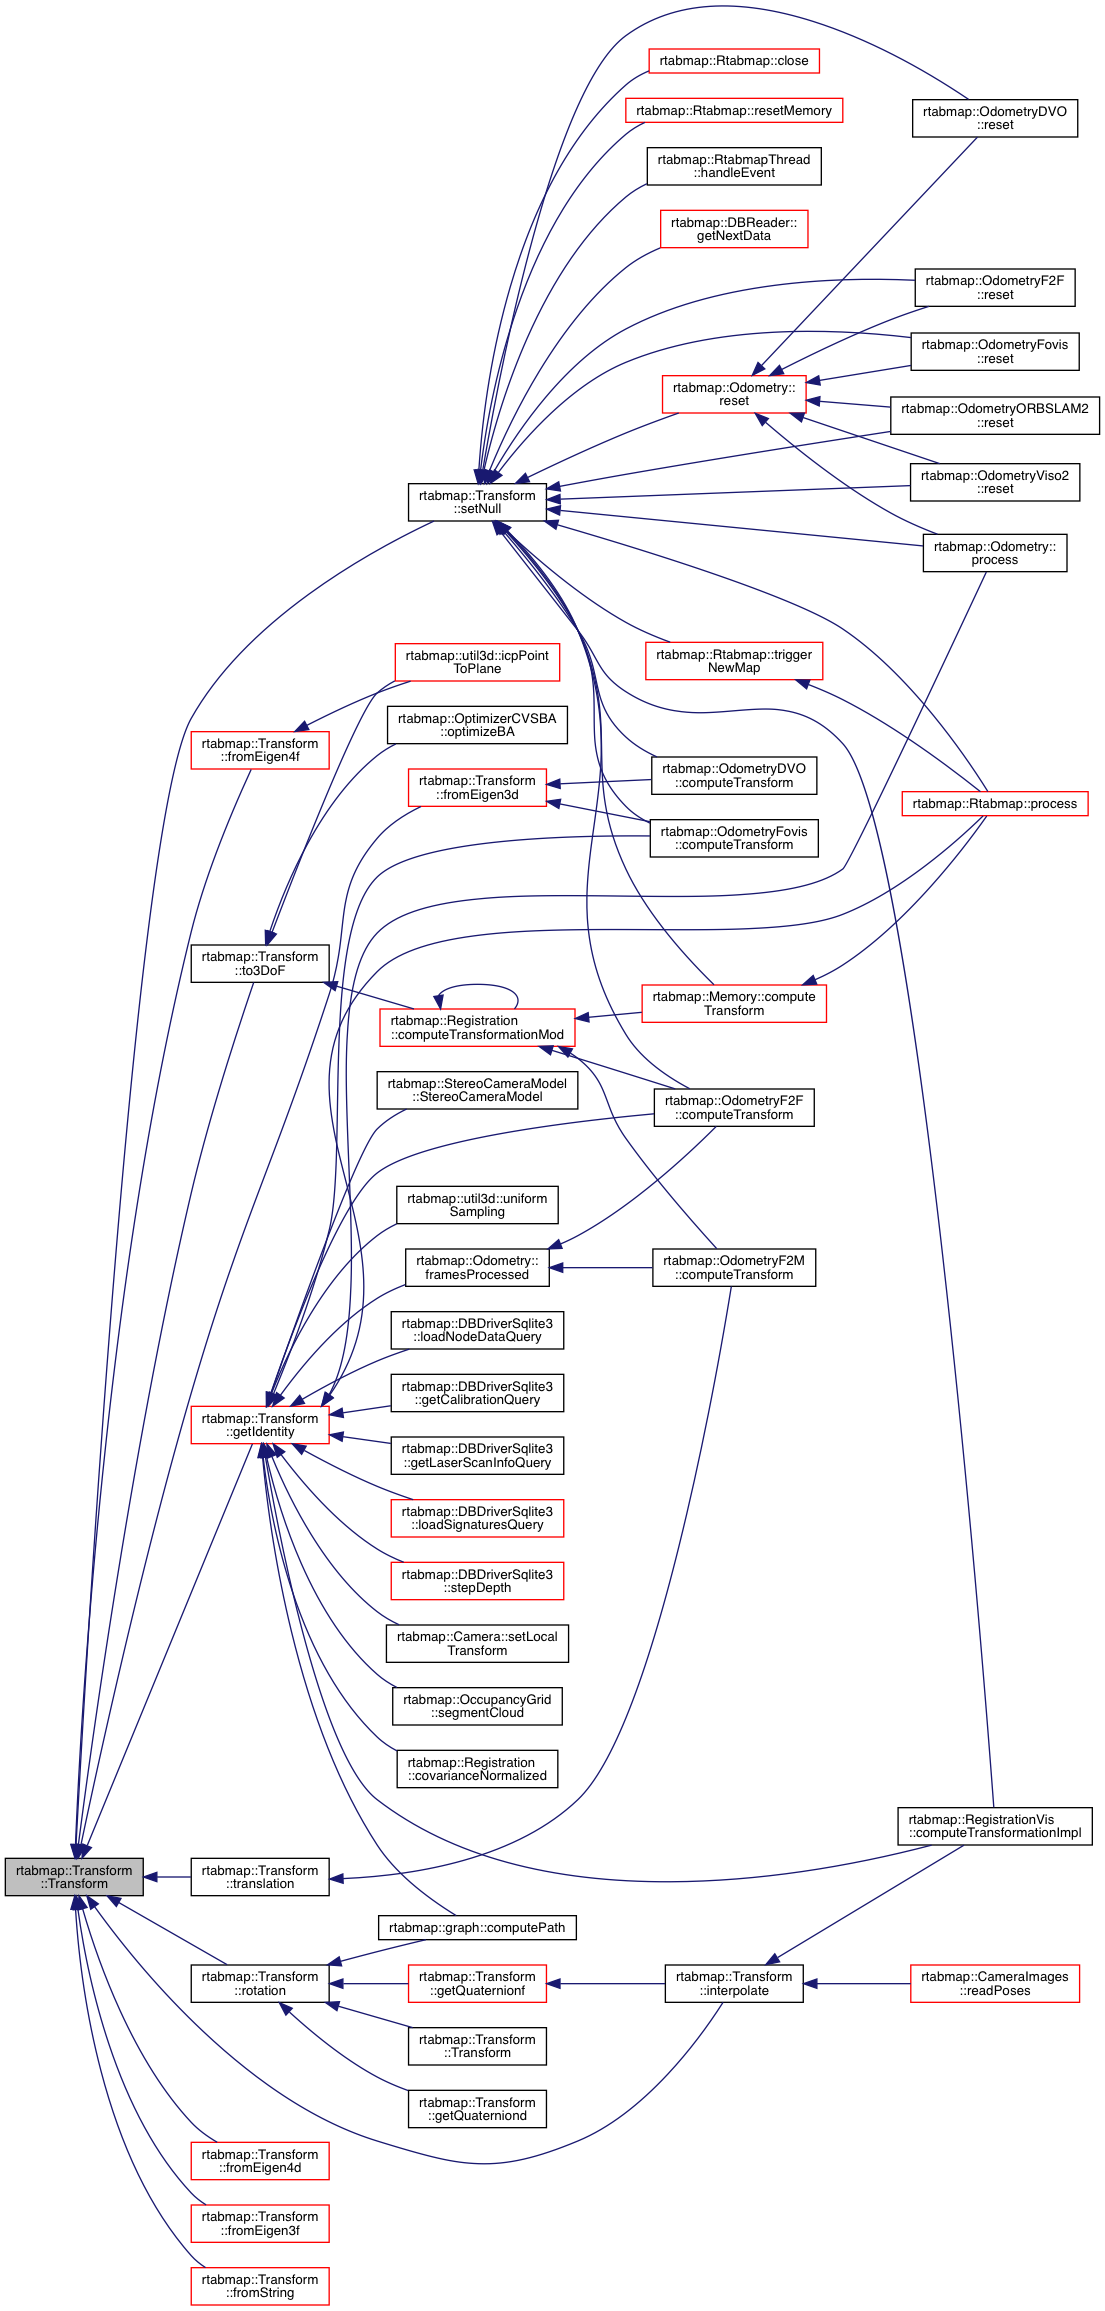 rtabmap::Rtabmap::close
rtabmap::Rtabmap::resetMemory
rtabmap::OdometryDVO
::reset
rtabmap::RtabmapThread
::handleEvent
rtabmap::DBReader::
getNextData
rtabmap::OdometryF2F
::reset
rtabmap::OdometryFovis
::reset
rtabmap::Odometry::
reset
rtabmap::OdometryORBSLAM2
::reset
rtabmap::OdometryViso2
::reset
rtabmap::Transform
::setNull
rtabmap::Odometry::
process
rtabmap::util3d::icpPoint
ToPlane
rtabmap::Rtabmap::trigger
NewMap
rtabmap::OptimizerCVSBA
::optimizeBA
rtabmap::Transform
::fromEigen4f
rtabmap::Transform
::fromEigen3d
rtabmap::OdometryDVO
::computeTransform
rtabmap::Rtabmap::process
rtabmap::OdometryFovis
::computeTransform
rtabmap::Transform
::to3DoF
rtabmap::Registration
::computeTransformationMod
rtabmap::Memory::compute
Transform
rtabmap::StereoCameraModel
::StereoCameraModel
rtabmap::OdometryF2F
::computeTransform
rtabmap::util3d::uniform
Sampling
rtabmap::Odometry::
framesProcessed
rtabmap::OdometryF2M
::computeTransform
rtabmap::DBDriverSqlite3
::loadNodeDataQuery
rtabmap::DBDriverSqlite3
::getCalibrationQuery
rtabmap::Transform
::getIdentity
rtabmap::DBDriverSqlite3
::getLaserScanInfoQuery
rtabmap::DBDriverSqlite3
::loadSignaturesQuery
rtabmap::DBDriverSqlite3
::stepDepth
rtabmap::Camera::setLocal
Transform
rtabmap::OccupancyGrid
::segmentCloud
rtabmap::Registration
::covarianceNormalized
rtabmap::RegistrationVis
::computeTransformationImpl
rtabmap::Transform
::Transform
rtabmap::Transform
::translation
rtabmap::graph::computePath
rtabmap::Transform
::rotation
rtabmap::Transform
::getQuaternionf
rtabmap::Transform
::interpolate
rtabmap::CameraImages
::readPoses
rtabmap::Transform
::Transform
rtabmap::Transform
::getQuaterniond
rtabmap::Transform
::fromEigen4d
rtabmap::Transform
::fromEigen3f
rtabmap::Transform
::fromString